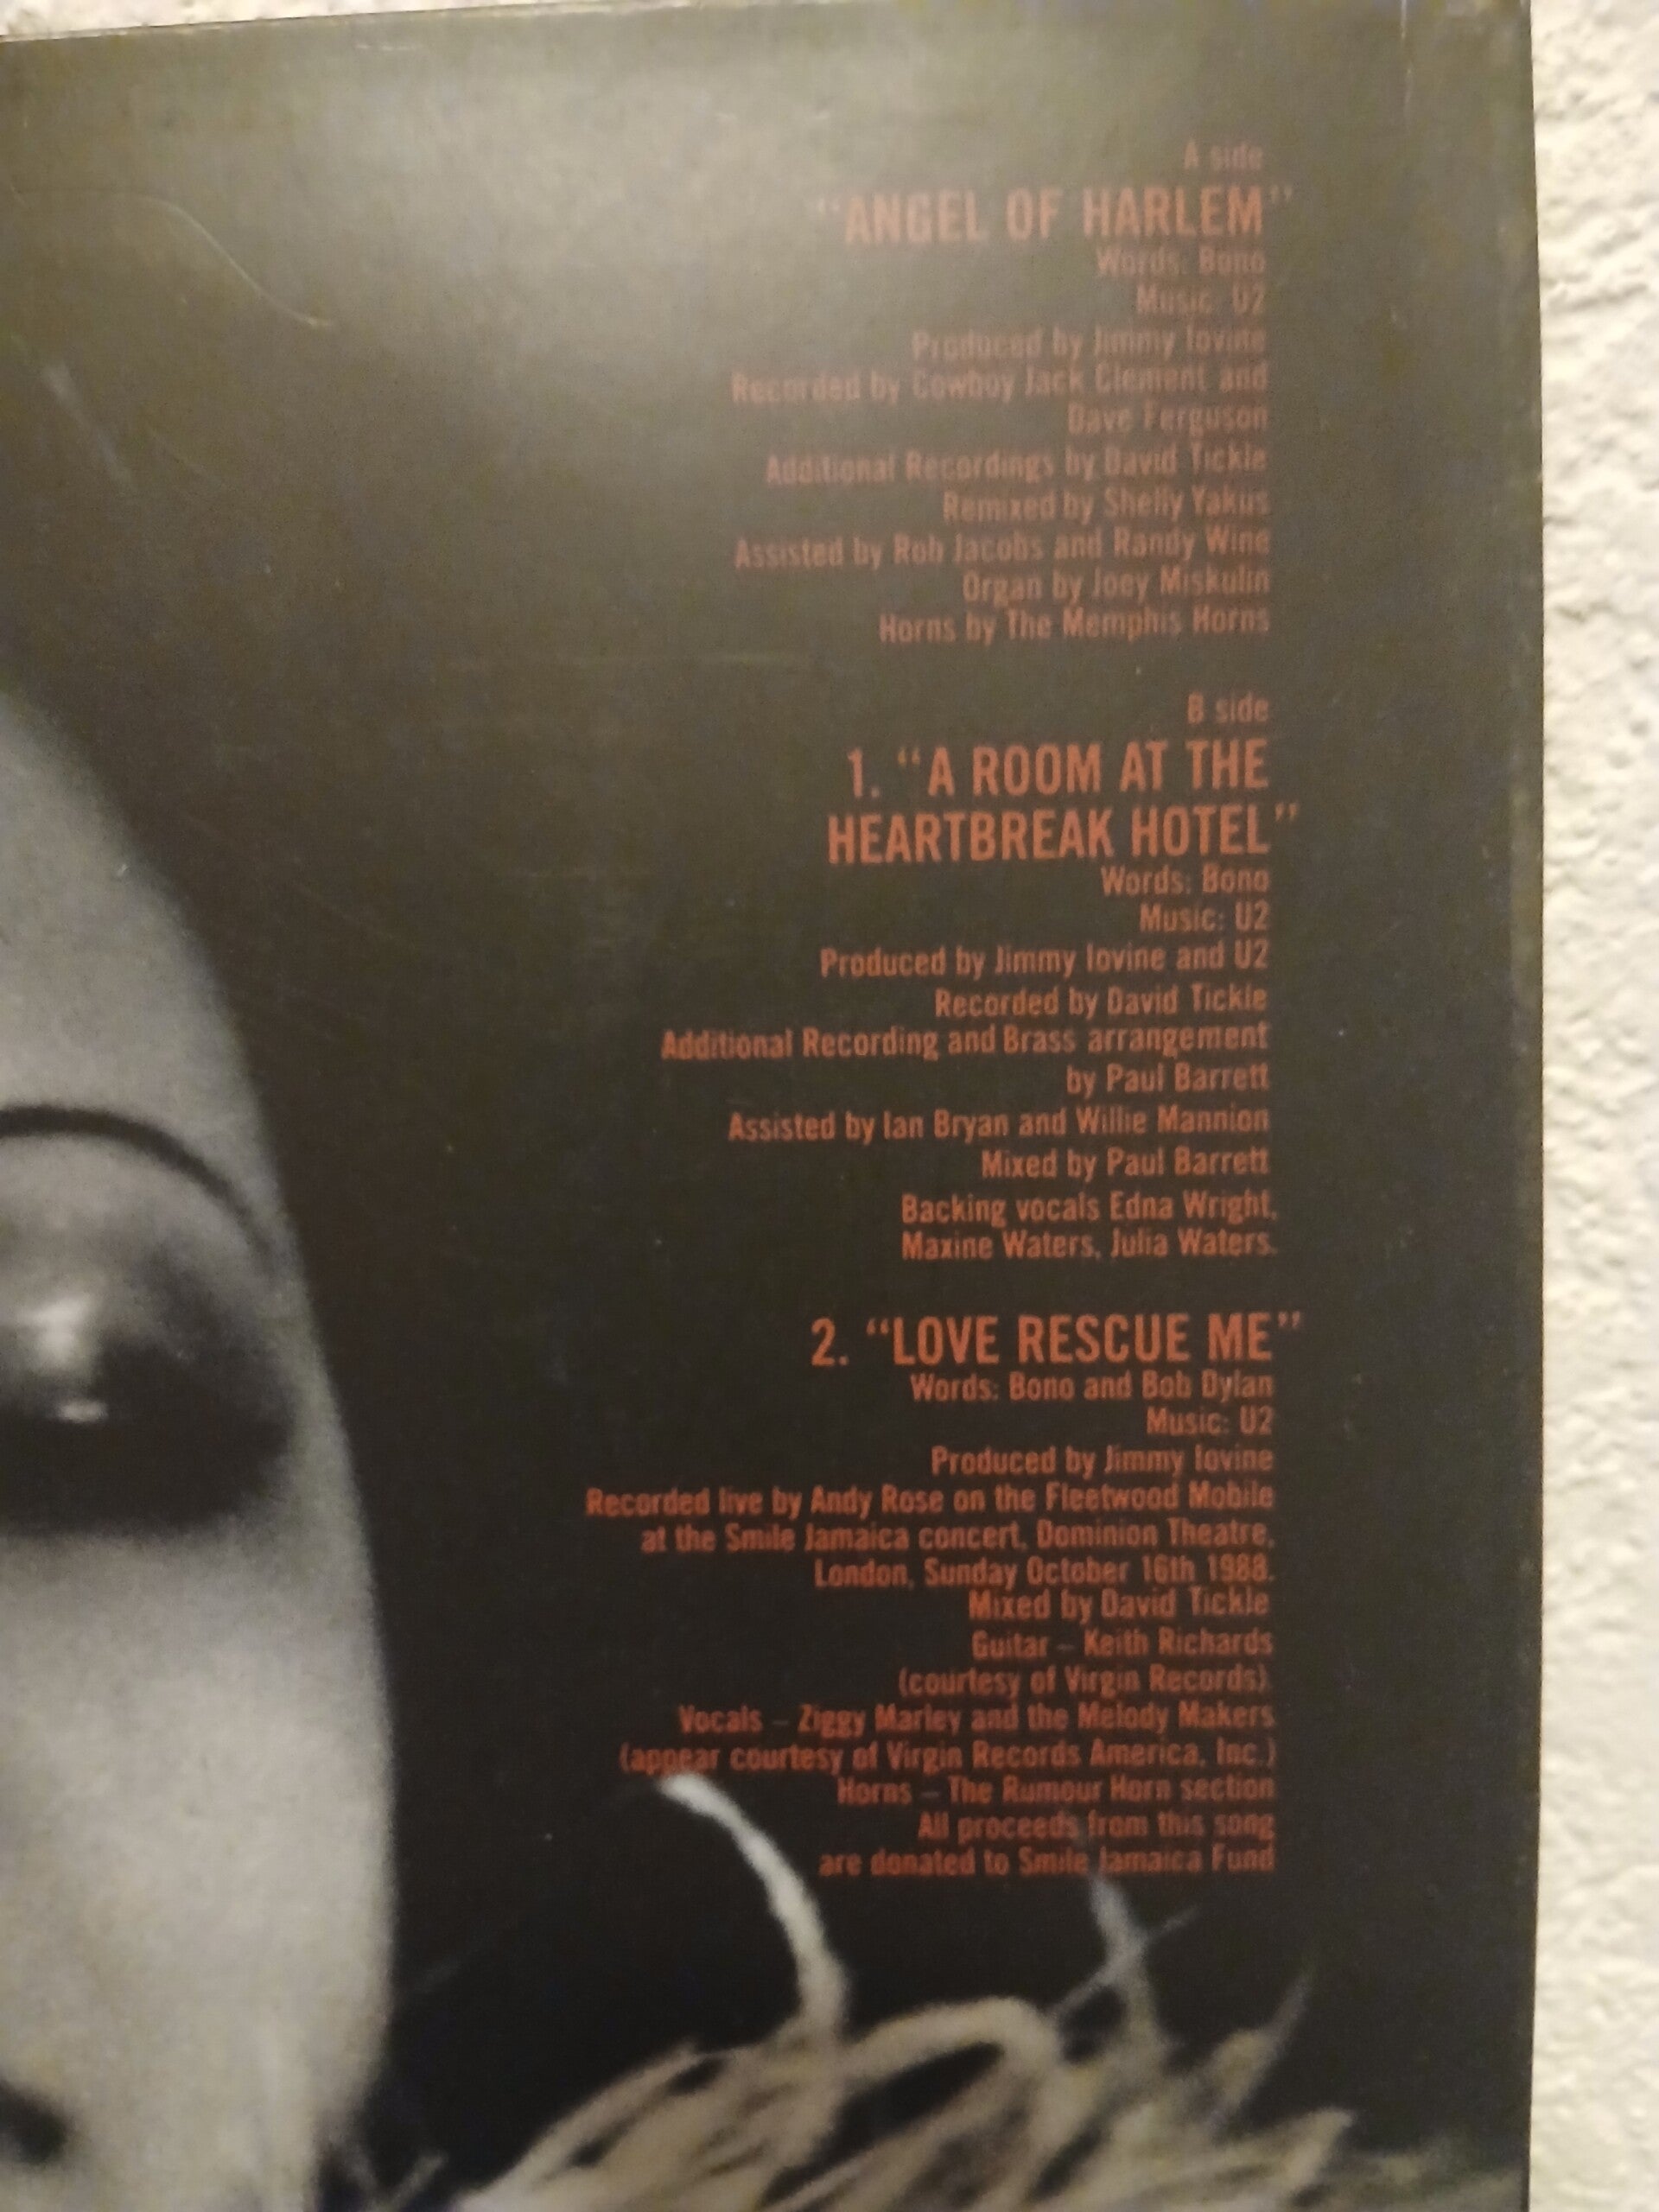 A side
"ANGEL OF HARLEM"
Words: Bono
Music: U2
Produced by Jimmy Iovine
Recorded by Cowboy Jack Clement and
Dave Ferguson
Additional Recordings by David Tickle
Remixed by Shelly Yakus
Assisted by Rob Jacobs and Randy Wine
Organ by Joey Miskulin
Horns by The Memphis Horns
B side
1. "A ROOM AT THE
HEARTBREAK HOTEL"
Words: Bono
Music: U2
Produced by Jimmy Iovine and U2
Recorded by David Tickle
Additional Recording and Brass arrangement
by Paul Barrett
Assisted by Ian Bryan and Willie Mannion
Mixed by Paul Barrett
Backing vocals Edna Wright,
Maxine Waters, Julia Waters.
2. "LOVE RESCUE ME"
Words: Bono and Bob Dylan
Music: U2
Produced by Jimmy Iovine
Recorded live by Andy Rose on the Fleetwood Mobile
at the Smile Jamaica concert, Dominion Theatre,
London, Sunday October 16th 1988.
Mixed by David Tickle
Guitar – Keith Richards
(courtesy of Virgin Records)
Vocals – Ziggy Marley and the Melody Makers
(appear courtesy of Virgin Records America, Inc.)
Horns – The Rumour Horn section
All proceeds from this song
are donated to Smile Jamaica Fund